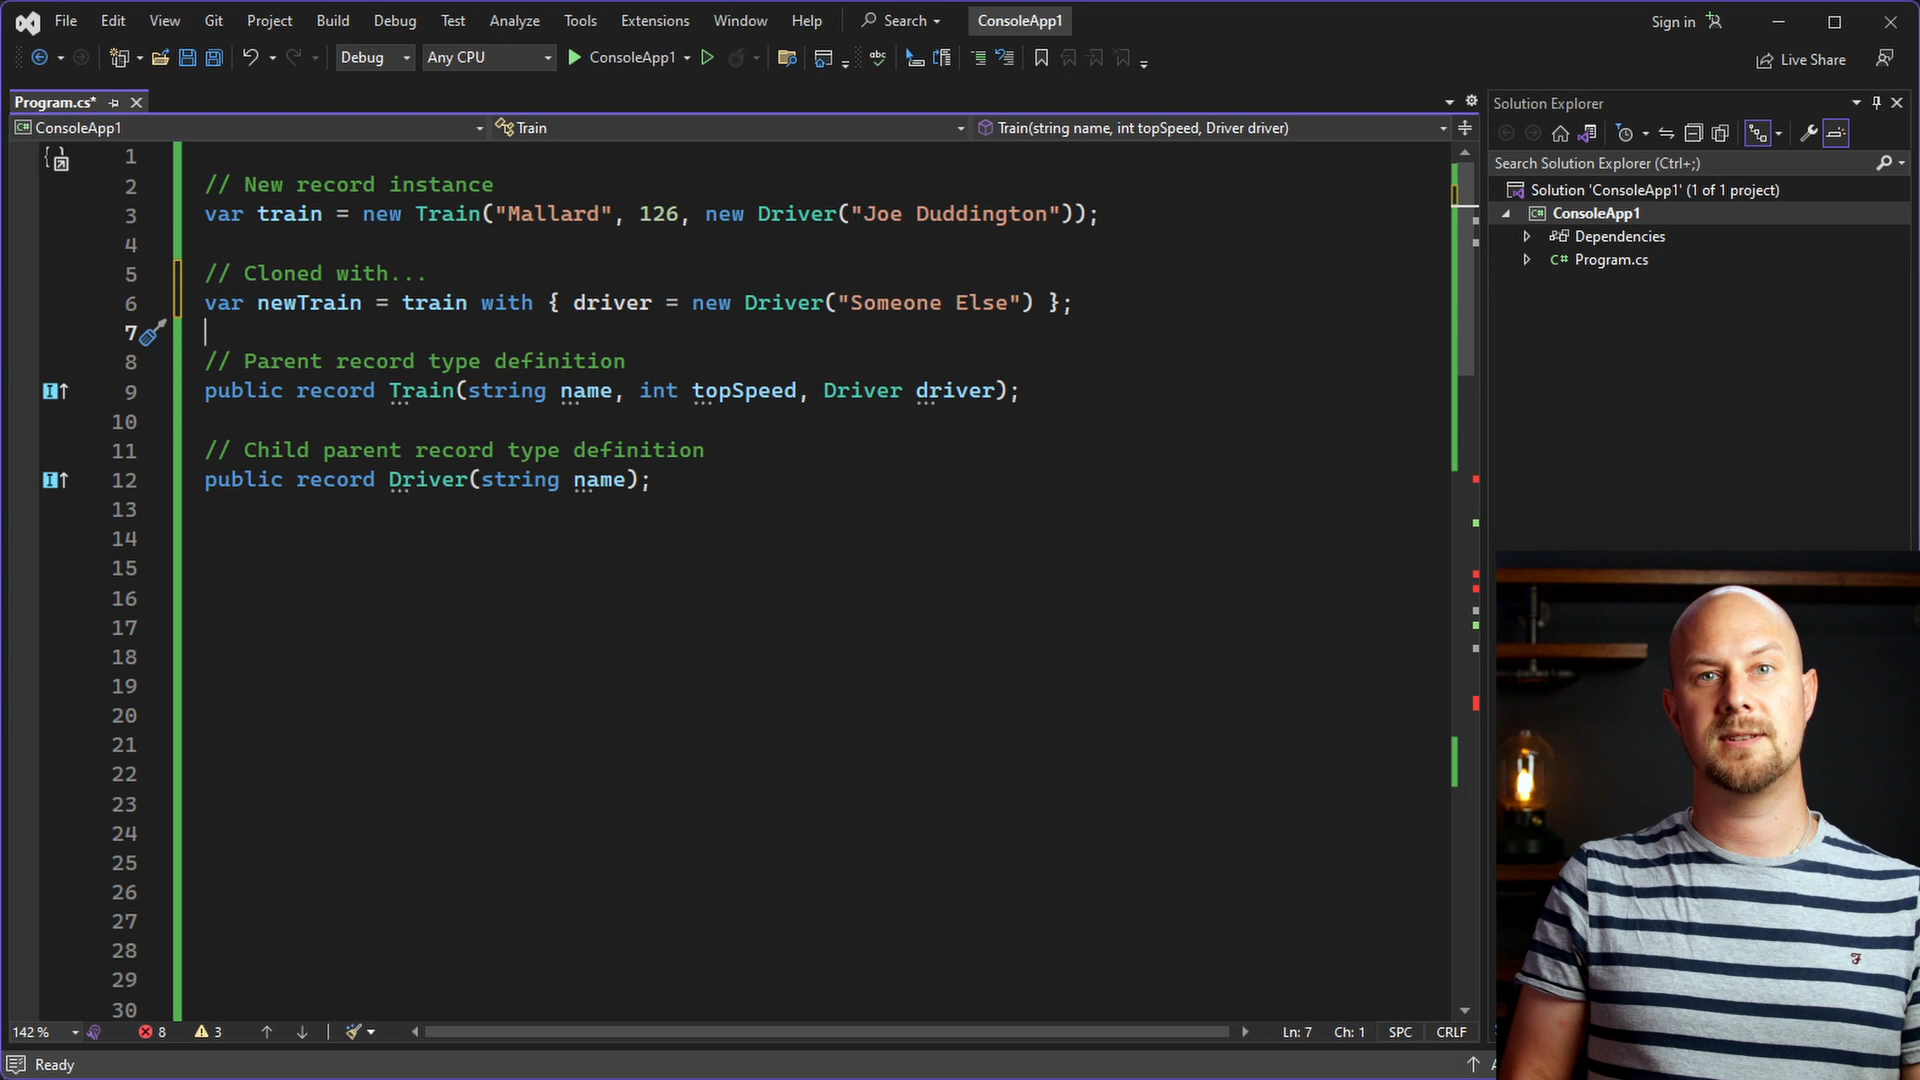 File Edit View Git Project Build Debug Test Analyze Tools Extensions Window Help Search ConsoleApp1 Sign in
Debug Any CPU ConsoleApp1 Live Share
Program.cs*
ConsoleApp1 Train Train(string name, int topSpeed, Driver driver)
1
2 // New record instance
3 var train = new Train("Mallard", 126, new Driver("Joe Duddington"));
4
5 // Cloned with...
6 var newTrain = train with { driver = new Driver("Someone Else") };
7
8 // Parent record type definition
9 public record Train(string name, int topSpeed, Driver driver);
10
11 // Child parent record type definition
12 public record Driver(string name);
13
14
15
16
17
18
19
20
21
22
23
24
25
26
27
28
29
30
142 % 8 3 Ln: 7 Ch: 1 SPC CRLF
Ready
Solution Explorer
Search Solution Explorer (Ctrl+;)
Solution 'ConsoleApp1' (1 of 1 project)
C# ConsoleApp1
Dependencies
C# Program.cs